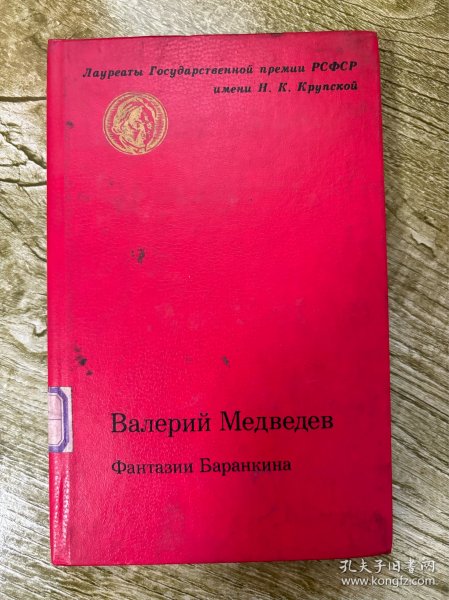 Лауреаты Государственной премии РСФСР
имени Н. К. Крупской
Валерий Медведев
Фантазии Баранкина
孔夫子旧书网
www.kongfz.com